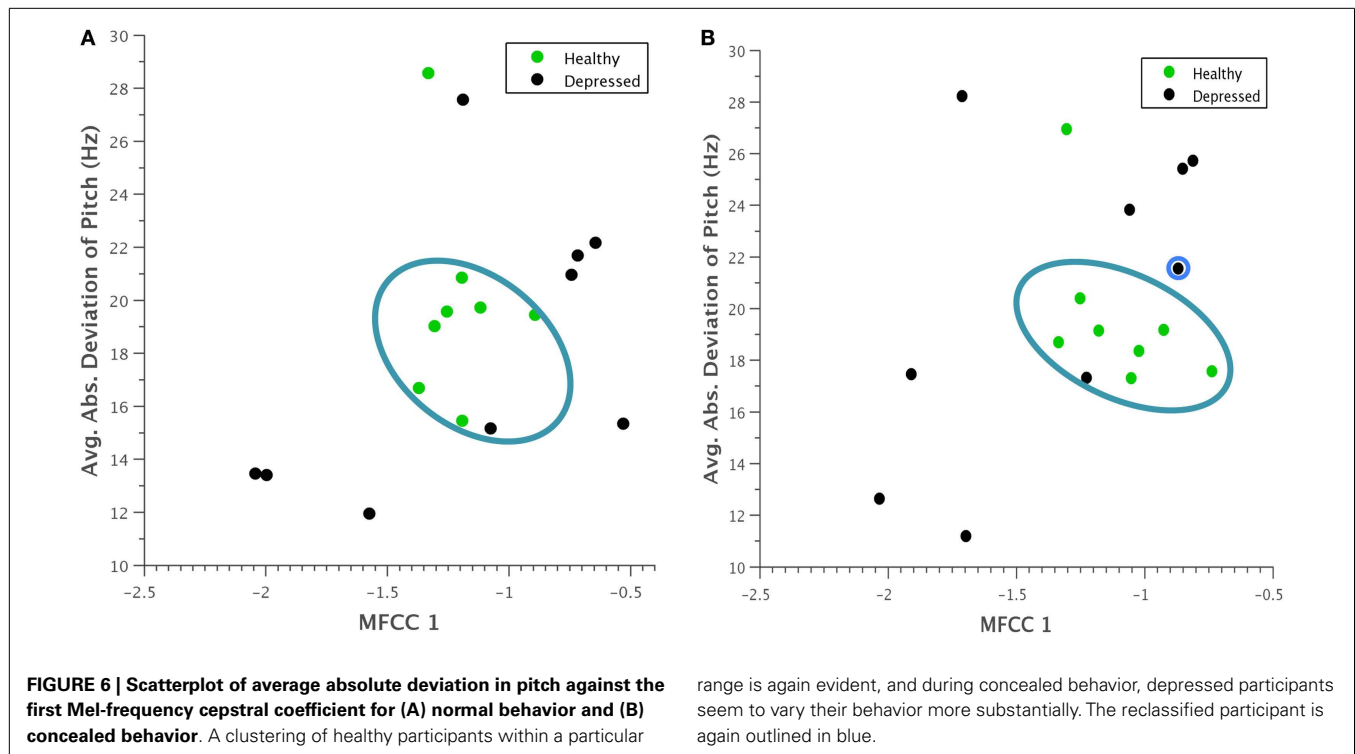 A
30
28
26
24
22
20
18
16
14
12
10
Avg. Abs. Deviation of Pitch (Hz)
Healthy
Depressed
-2.5
-2
-1.5
-1
-0.5
MFCC 1
B
30
28
26
24
22
20
18
16
14
12
10
Avg. Abs. Deviation of Pitch (Hz)
Healthy
Depressed
-2.5
-2
-1.5
-1
-0.5
MFCC 1
FIGURE 6 | Scatterplot of average absolute deviation in pitch against the
first Mel-frequency cepstral coefficient for (A) normal behavior and (B)
concealed behavior. A clustering of healthy participants within a particular
range is again evident, and during concealed behavior, depressed participants
seem to vary their behavior more substantially. The reclassified participant is
again outlined in blue.